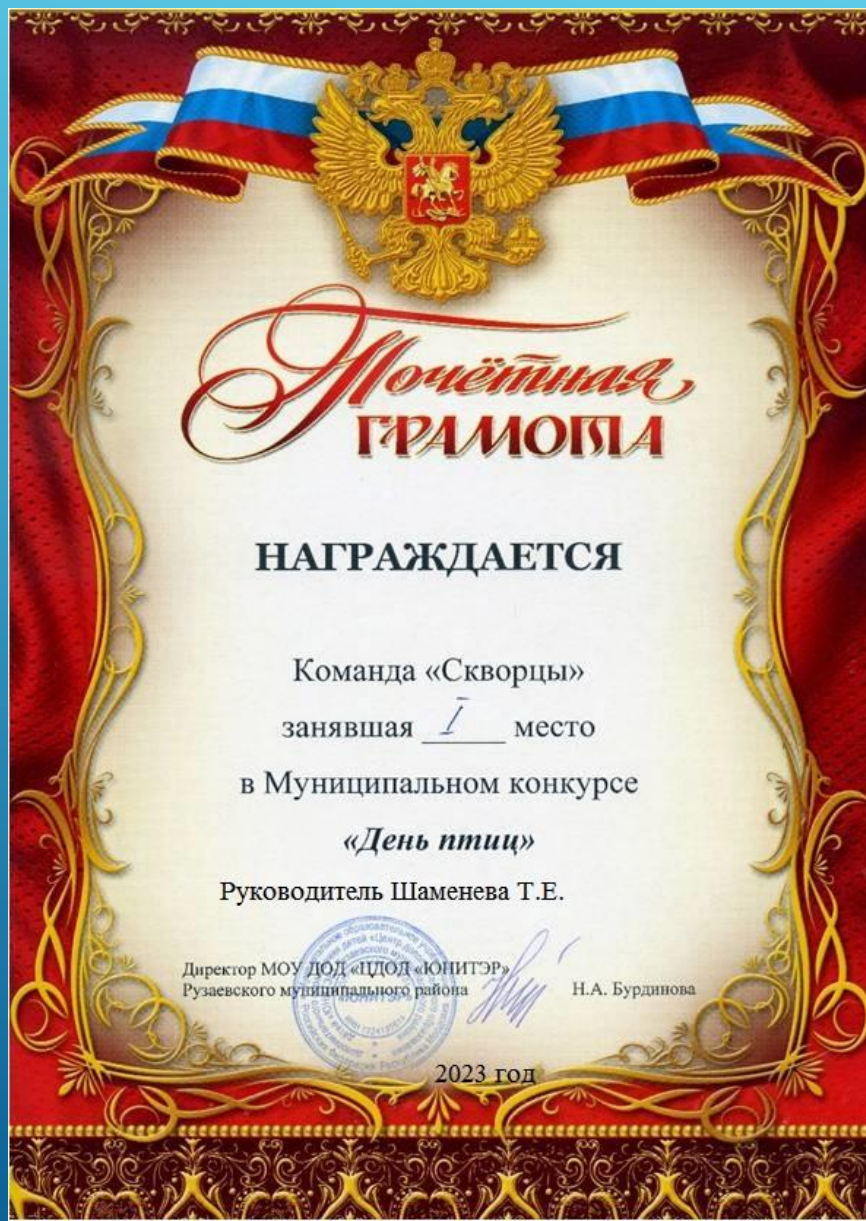 Почётная
ГРАМОТА
НАГРАЖДАЕТСЯ
Команда «Скворцы»
занявшая I место
в Муниципальном конкурсе
«День птиц»
Руководитель Шаменева Т.Е.
Директор МОУ ДОД «ЦДОД «ЮНИТЭР»
Рузаевского муниципального района Н.А. Бурдинова
«ЮНИТЭР»
2023 год